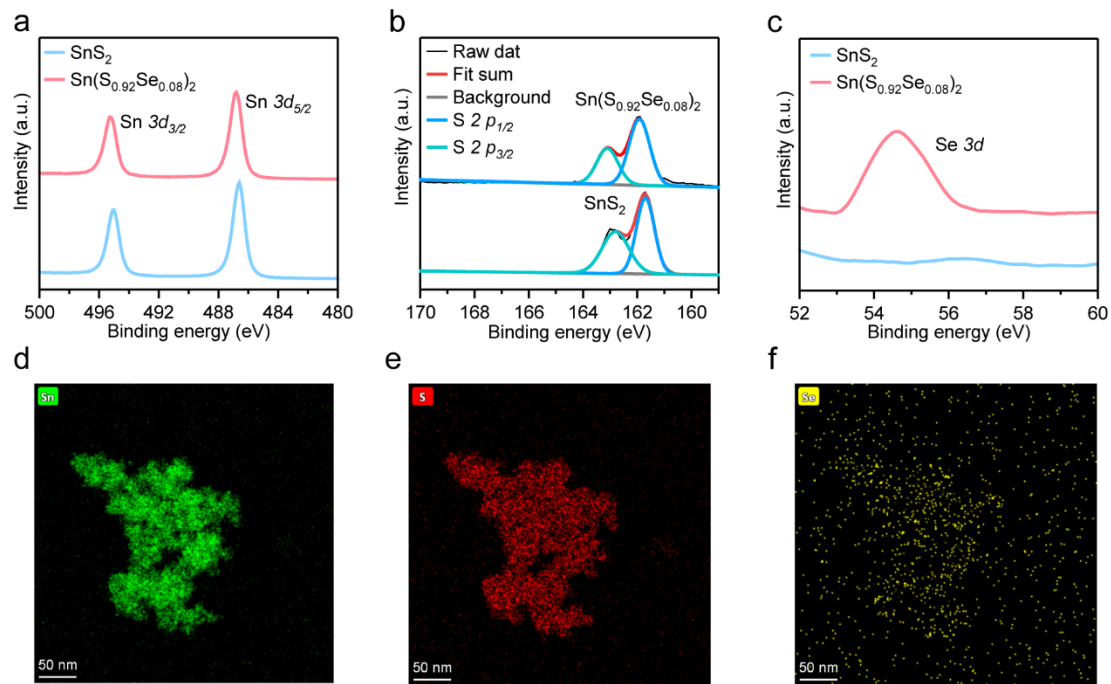 a
SnS2
Sn(S0.92Se0.08)2
Sn 3d3/2
Sn 3d5/2
Intensity (a.u.)
500 496 492 488 484 480
Binding energy (eV)
b
Raw dat
Fit sum
Background
S 2 p1/2
S 2 p3/2
Sn(S0.92Se0.08)2
SnS2
Intensity (a.u.)
170 168 166 164 162 160
Binding energy (eV)
c
SnS2
Sn(S0.92Se0.08)2
Se 3d
Intensity (a.u.)
52 54 56 58 60
Binding energy (eV)
d
Sn
50 nm
e
S
50 nm
f
Se
50 nm